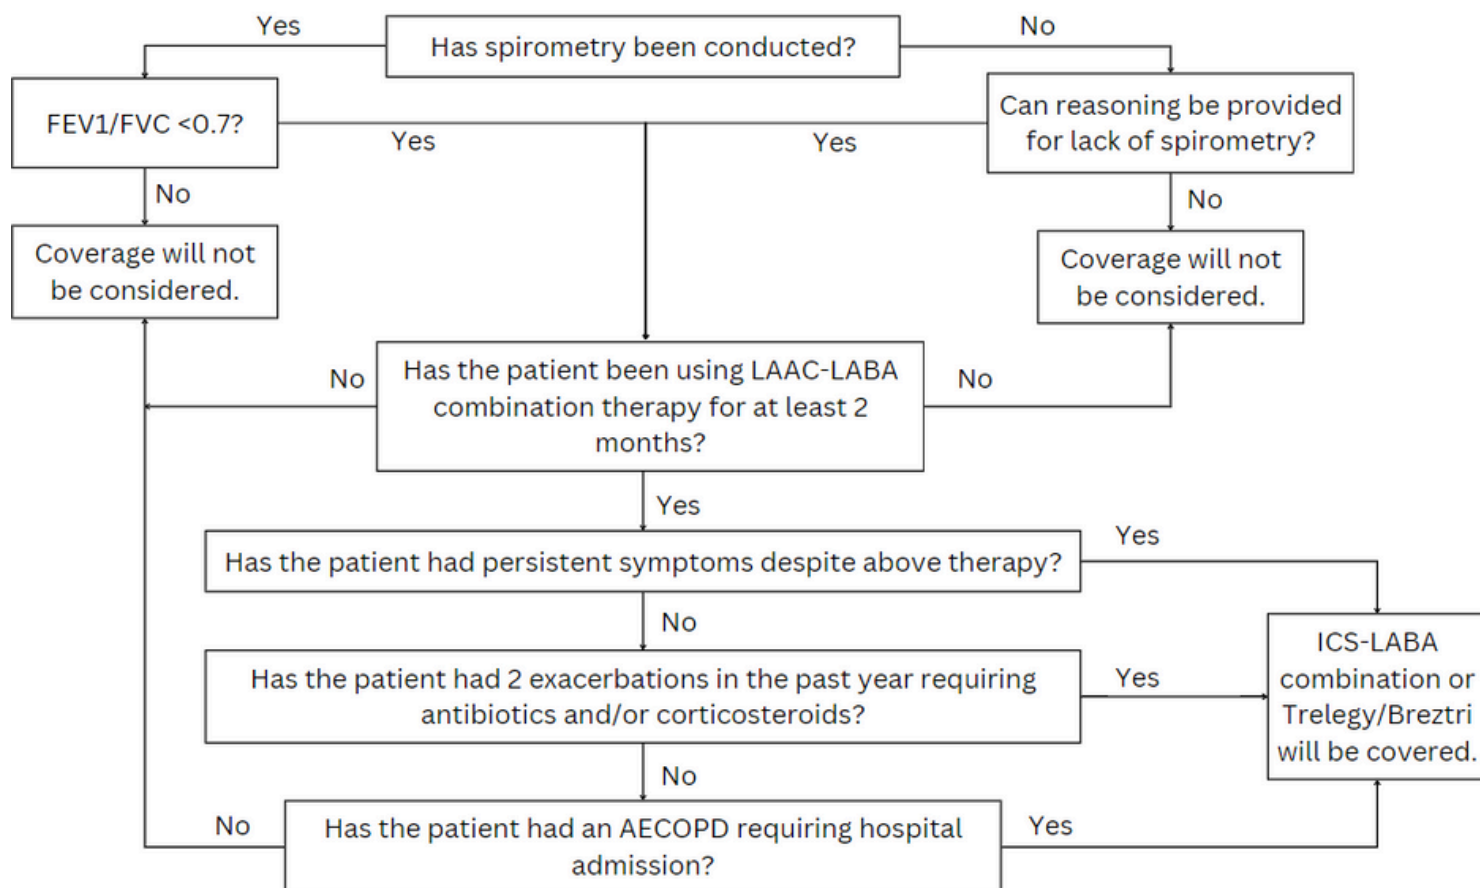 Yes
Has spirometry been conducted?
No
FEV1/FVC <0.7?
Yes
Yes
Can reasoning be provided
for lack of spirometry?
No
No
Coverage will not
be considered.
Coverage will not
be considered.
No
Has the patient been using LAAC-LABA
combination therapy for at least 2
months?
No
Yes
Has the patient had persistent symptoms despite above therapy?
Yes
No
Has the patient had 2 exacerbations in the past year requiring
antibiotics and/or corticosteroids?
Yes
ICS-LABA
combination or
Trelegy/Breztri
will be covered.
No
No
Has the patient had an AECOPD requiring hospital
admission?
Yes